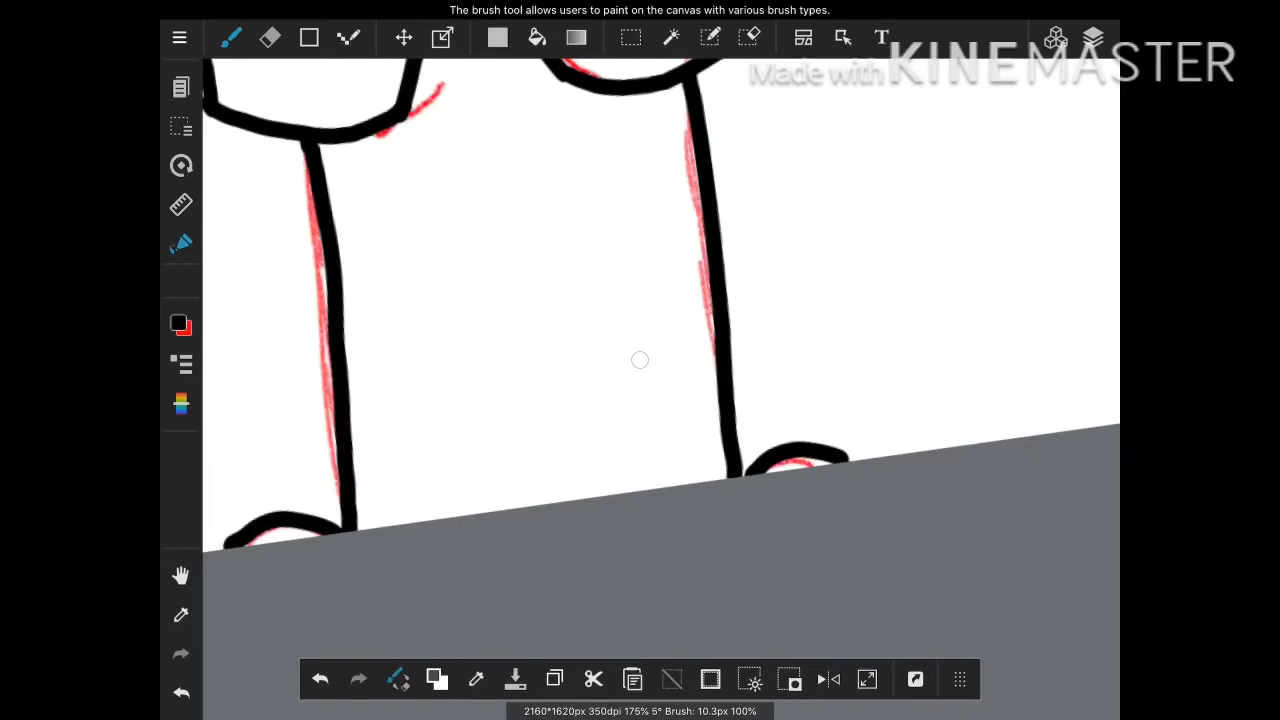 The brush tool allows users to paint on the canvas with various brush types.
T
Made with KINEMASTER
2160*1620px 350dpi 175% 5° Brush: 10.3px 100%